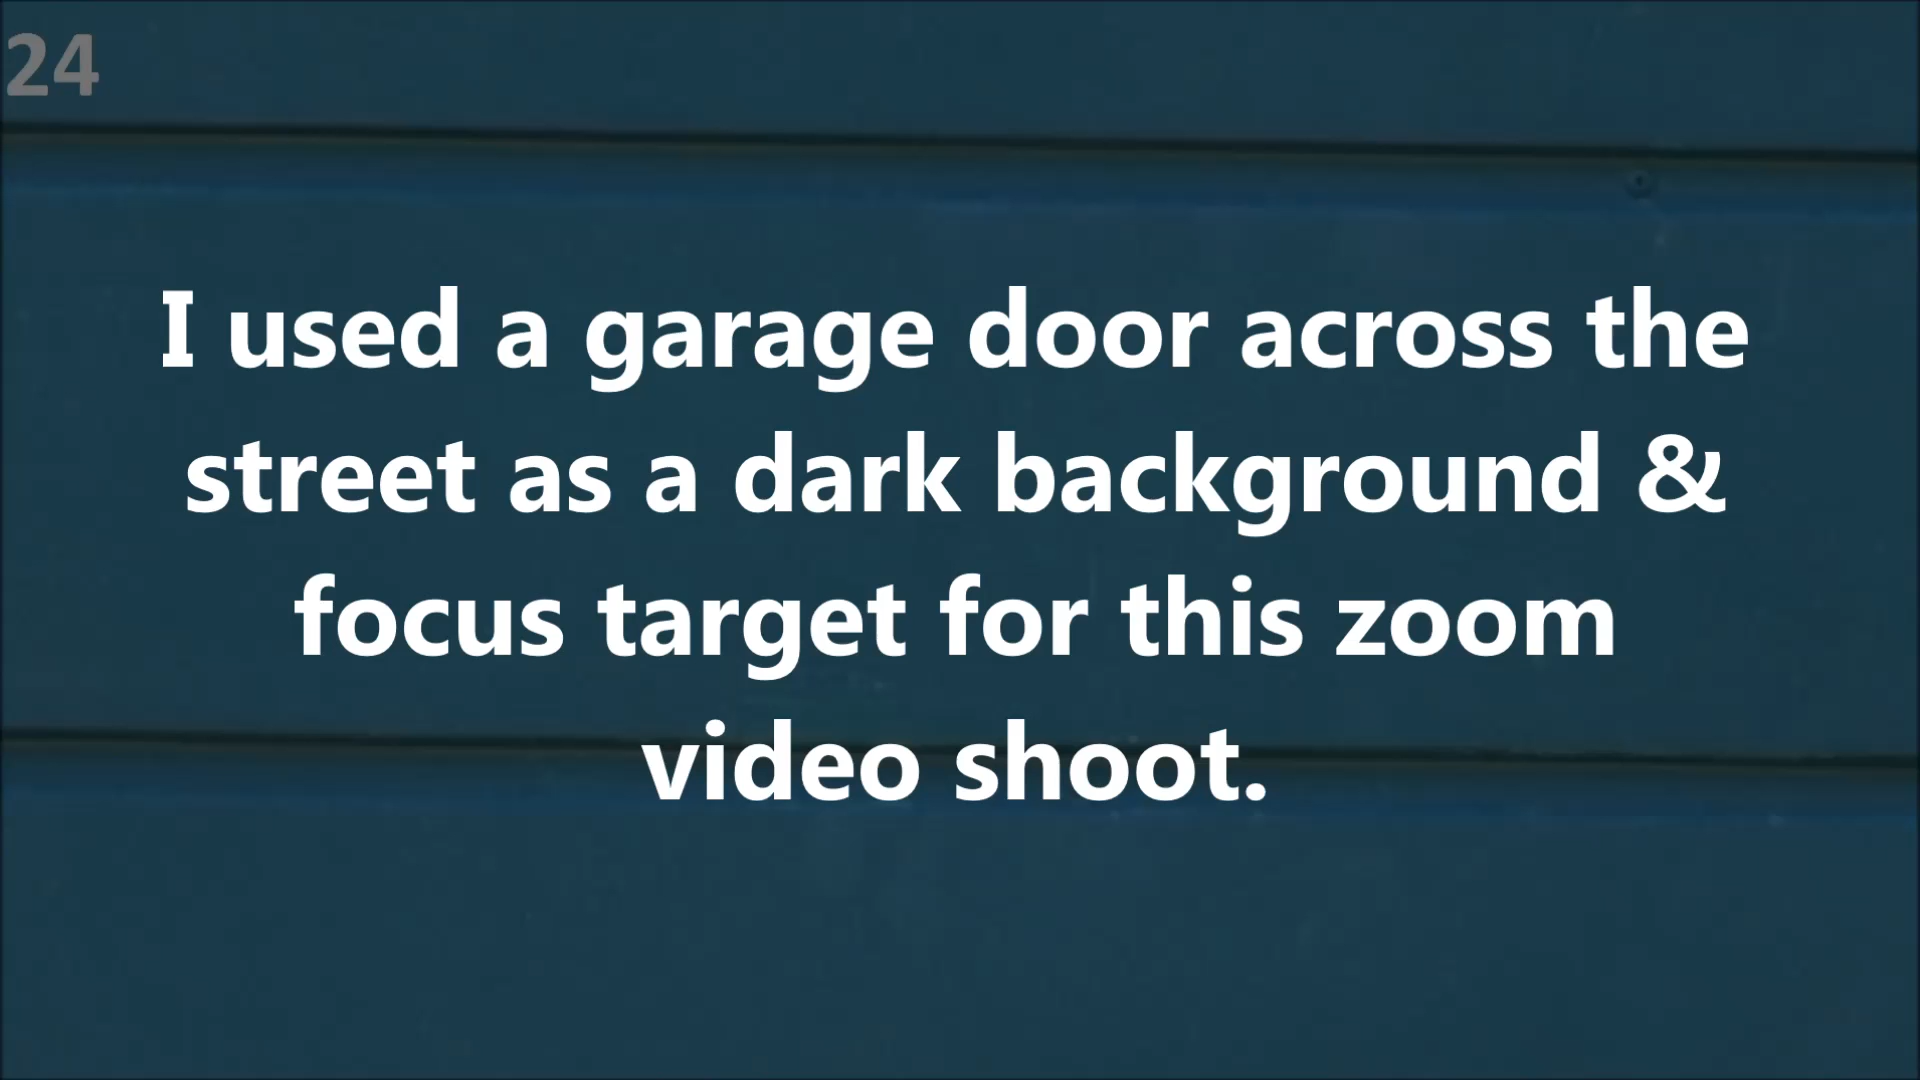 24
I used a garage door across the
street as a dark background &
focus target for this zoom
video shoot.